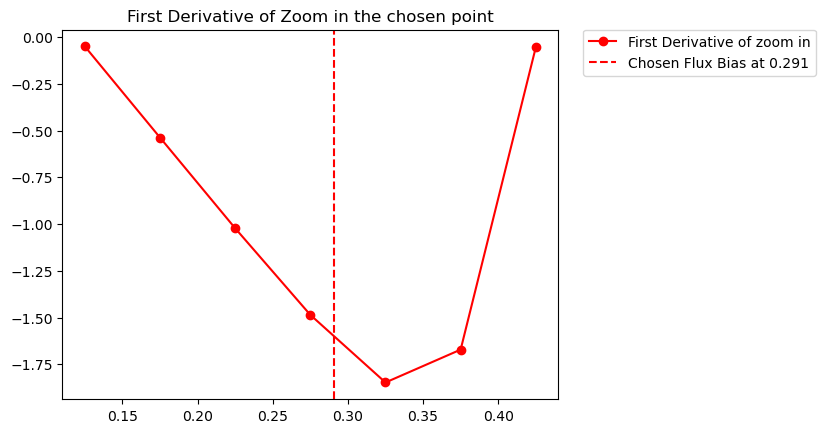 First Derivative of Zoom in the chosen point
0.00
−0.25
−0.50
−0.75
−1.00
−1.25
−1.50
−1.75
0.15 0.20 0.25 0.30 0.35 0.40
First Derivative of zoom in
Chosen Flux Bias at 0.291